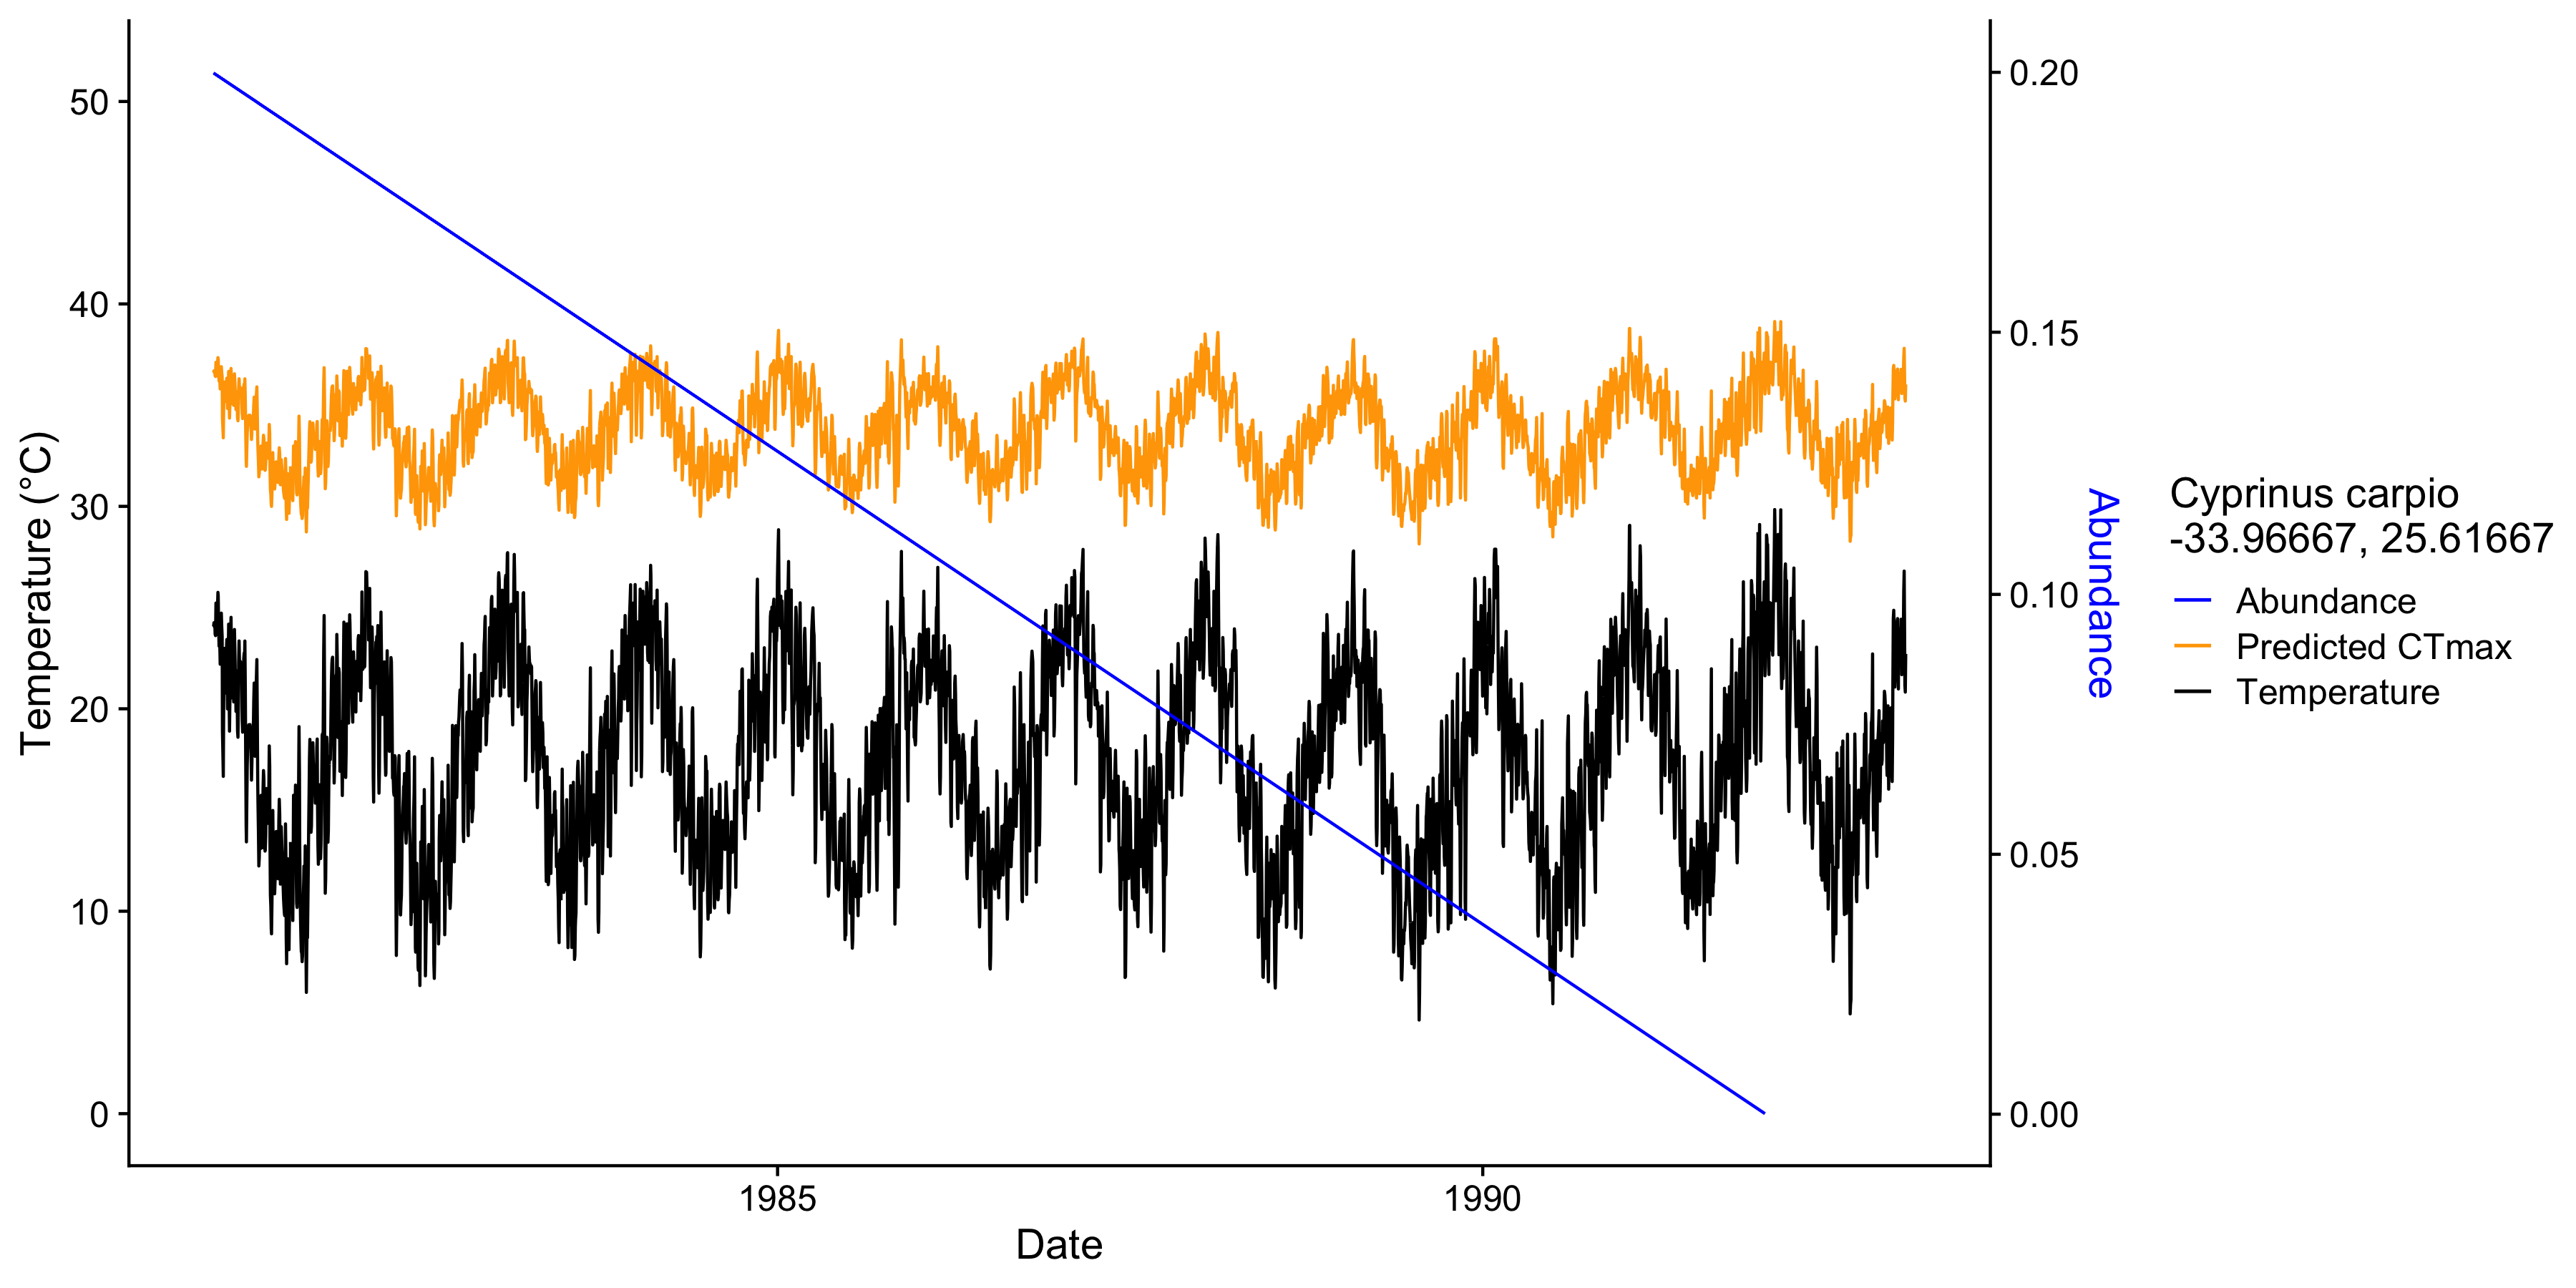 50
40
30
20
10
0
Temperature (°C)
1985
1990
Date
0.20
0.15
0.10
0.05
0.00
Abundance
Cyprinus carpio
-33.96667, 25.61667
Abundance
Predicted CTmax
Temperature